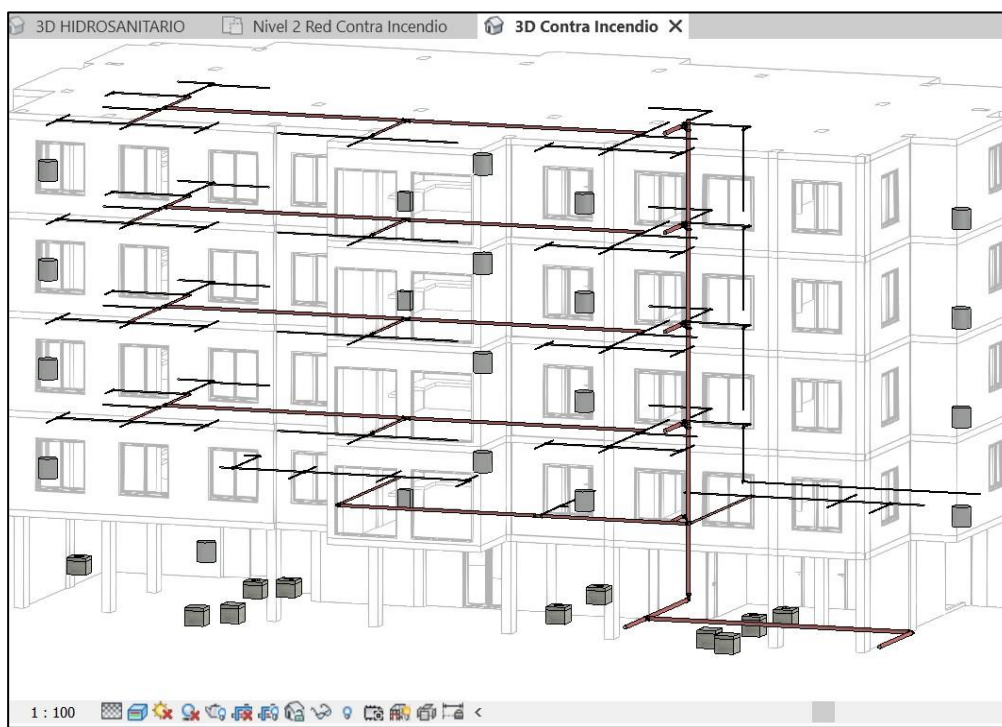 3D HIDROSANITARIO Nivel 2 Red Contra Incendio 3D Contra Incendio
1 : 100